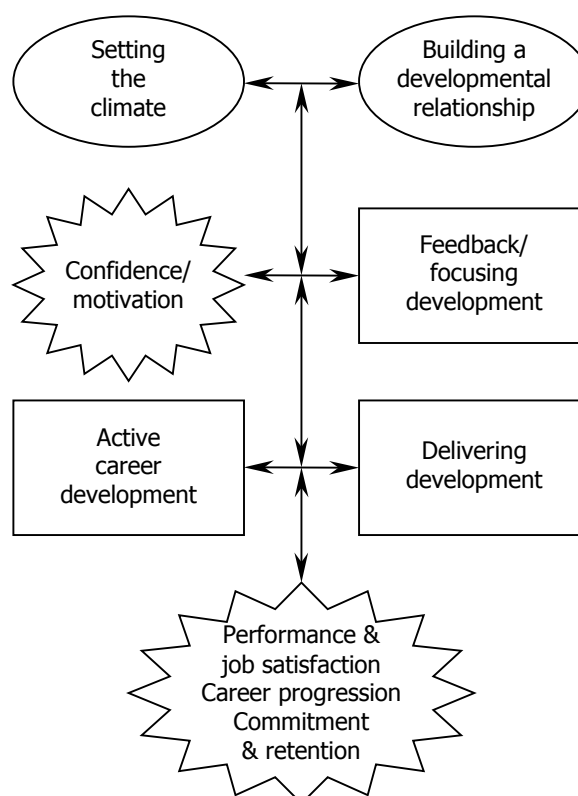 Setting
the
climate
Building a
developmental
relationship
Confidence/
motivation
Feedback/
focusing
development
Active
career
development
Delivering
development
Performance &
job satisfaction
Career progression
Commitment
& retention